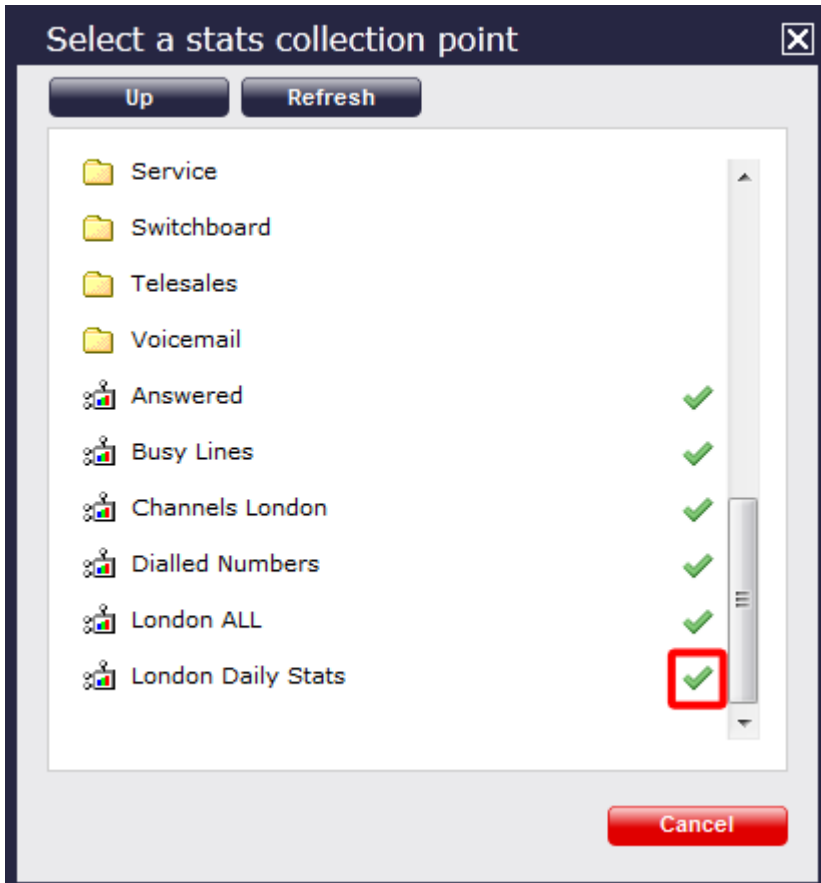 Select a stats collection point
Up Refresh
Service
Switchboard
Telesales
Voicemail
Answered
Busy Lines
Channels London
Dialled Numbers
London ALL
London Daily Stats
Cancel